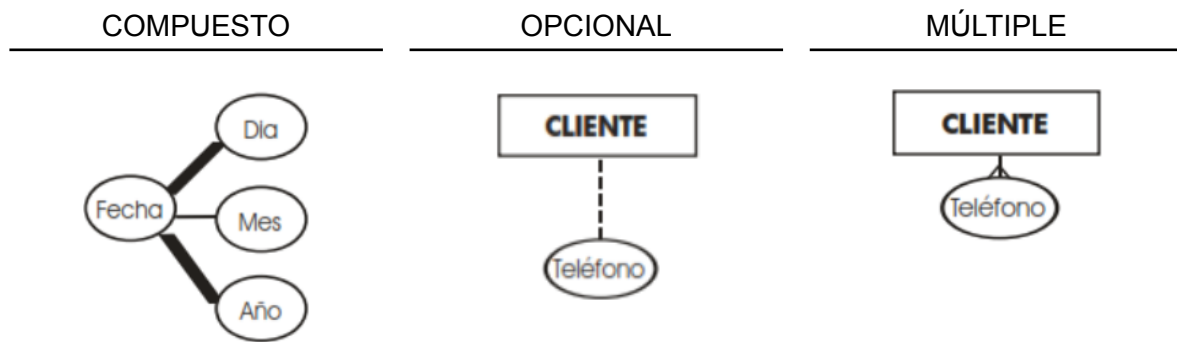 COMPUESTO
OPCIONAL
MÚLTIPLE
Dia
Fecha
Mes
Año
CLIENTE
Teléfono
CLIENTE
Teléfono